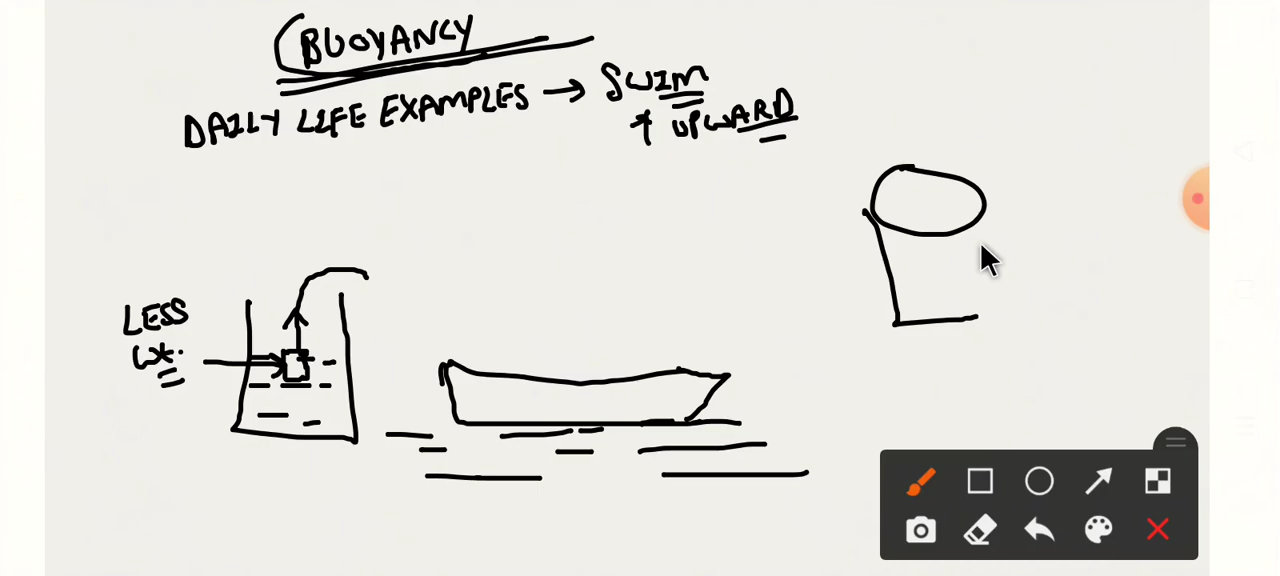 BUOYANCY
DAILY LIFE EXAMPLES → SWIM
↑ UPWARD
LESS
wt.